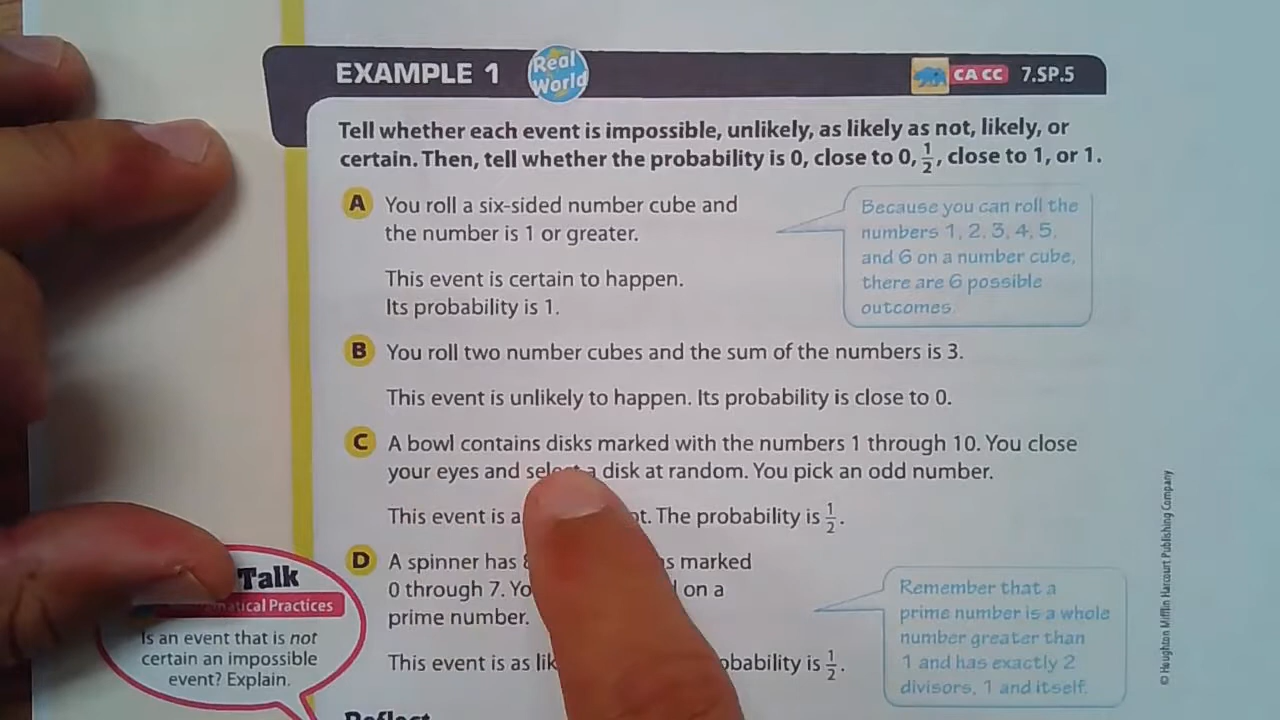 EXAMPLE 1
Real
World
CA CC 7.SP.5
Tell whether each event is impossible, unlikely, as likely as not, likely, or
certain. Then, tell whether the probability is 0, close to 0, 1/2, close to 1, or 1.
A You roll a six-sided number cube and
the number is 1 or greater.
This event is certain to happen.
Its probability is 1.
Because you can roll the
numbers 1, 2, 3, 4, 5,
and 6 on a number cube,
there are 6 possible
outcomes.
B You roll two number cubes and the sum of the numbers is 3.
This event is unlikely to happen. Its probability is close to 0.
C A bowl contains disks marked with the numbers 1 through 10. You close
your eyes and select a disk at random. You pick an odd number.
This event is The probability is 1/2.
D A spinner has marked
0 through 7. on a
prime number.
This event is as 1/2.
Remember that a
prime number is a whole
number greater than
1 and has exactly 2
divisors, 1 and itself.
Talk
Is an event that is not
certain an impossible
event? Explain.
Reflect
© Houghton Mifflin Harcourt Publishing Company